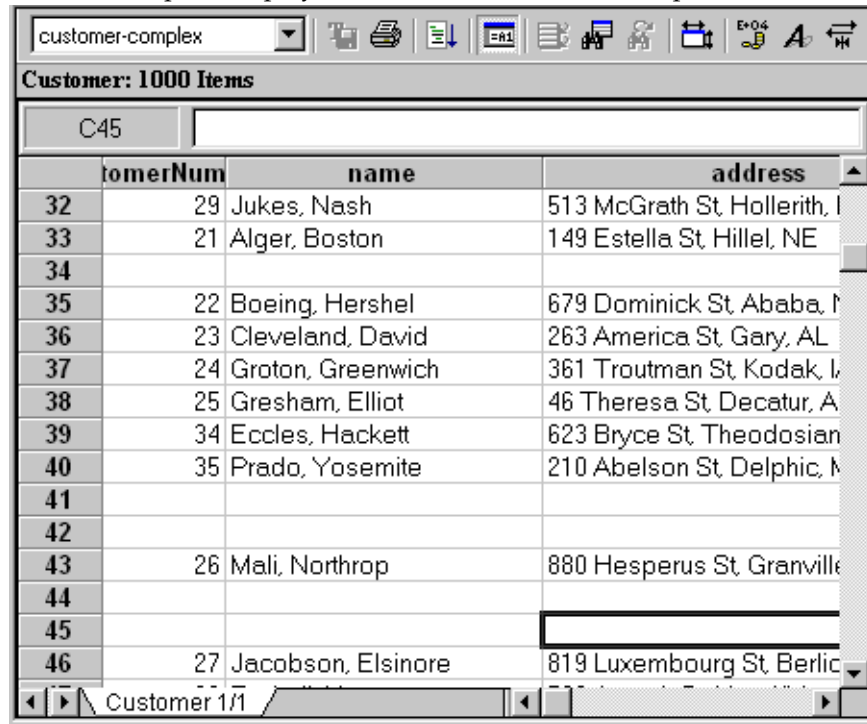 customer-complex =A1 E+04 A
Customer: 1000 Items
C45
tomerNum name address
32 29 Jukes, Nash 513 McGrath St, Hollerith,
33 21 Alger, Boston 149 Estella St, Hillel, NE
34
35 22 Boeing, Hershel 679 Dominick St, Ababa,
36 23 Cleveland, David 263 America St, Gary, AL
37 24 Groton, Greenwich 361 Troutman St, Kodak,
38 25 Gresham, Elliot 46 Theresa St, Decatur, A
39 34 Eccles, Hackett 623 Bryce St, Theodosian
40 35 Prado, Yosemite 210 Abelson St, Delphic,
41
42
43 26 Mali, Northrop 880 Hesperus St, Granville
44
45
46 27 Jacobson, Elsinore 819 Luxembourg St, Berlio
Customer 1/1